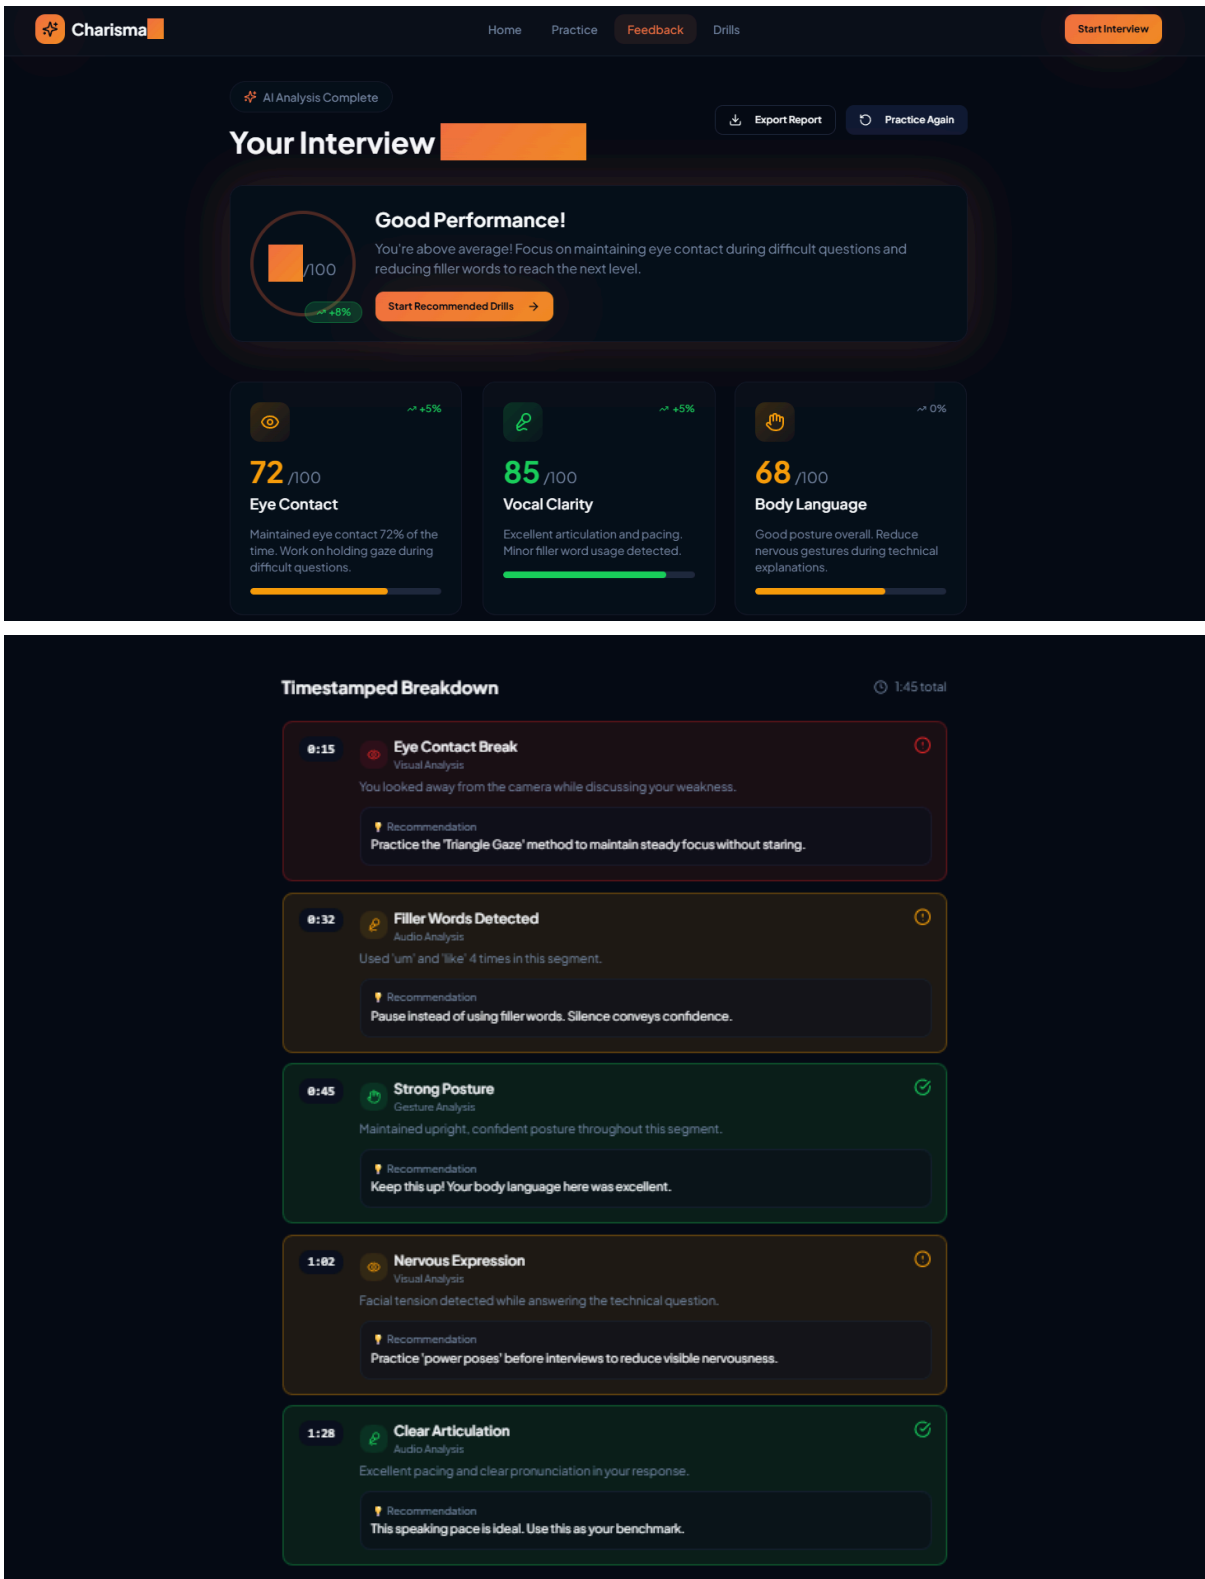 Charisma
Home
Practice
Feedback
Drills
Start Interview
AI Analysis Complete
Your Interview
Export Report
Practice Again
/100
+8%
Good Performance!
You're above average! Focus on maintaining eye contact during difficult questions and
reducing filler words to reach the next level.
Start Recommended Drills
+5%
72 /100
Eye Contact
Maintained eye contact 72% of the
time. Work on holding gaze during
difficult questions.
+5%
85 /100
Vocal Clarity
Excellent articulation and pacing.
Minor filler word usage detected.
0%
68 /100
Body Language
Good posture overall. Reduce
nervous gestures during technical
explanations.
Timestamped Breakdown
1:45 total
0:15
Eye Contact Break
Visual Analysis
You looked away from the camera while discussing your weakness.
Recommendation
Practice the 'Triangle Gaze' method to maintain steady focus without staring.
0:32
Filler Words Detected
Audio Analysis
Used 'um' and 'like' 4 times in this segment.
Recommendation
Pause instead of using filler words. Silence conveys confidence.
0:45
Strong Posture
Gesture Analysis
Maintained upright, confident posture throughout this segment.
Recommendation
Keep this up! Your body language here was excellent.
1:02
Nervous Expression
Visual Analysis
Facial tension detected while answering the technical question.
Recommendation
Practice 'power poses' before interviews to reduce visible nervousness.
1:28
Clear Articulation
Audio Analysis
Excellent pacing and clear pronunciation in your response.
Recommendation
This speaking pace is ideal. Use this as your benchmark.